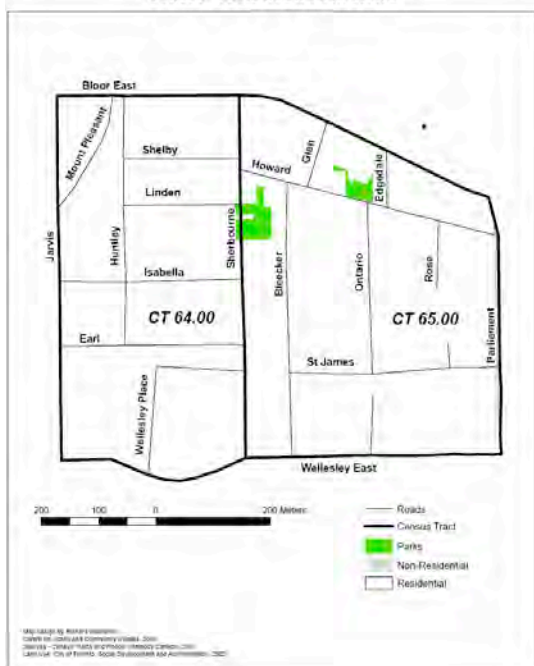 Bloor East
Mount Pleasant
Shelby
Howard
Glen
Edgedale
Linden
Jarvis
Huntley
Sherbourne
Bleecker
Ontario
Rose
Isabella
CT 64.00
CT 65.00
Parliament
Earl
St James
Wellesley Place
Wellesley East
200 100 0 200 Meters
Roads
Census Tract
Parks
Non-Residential
Residential